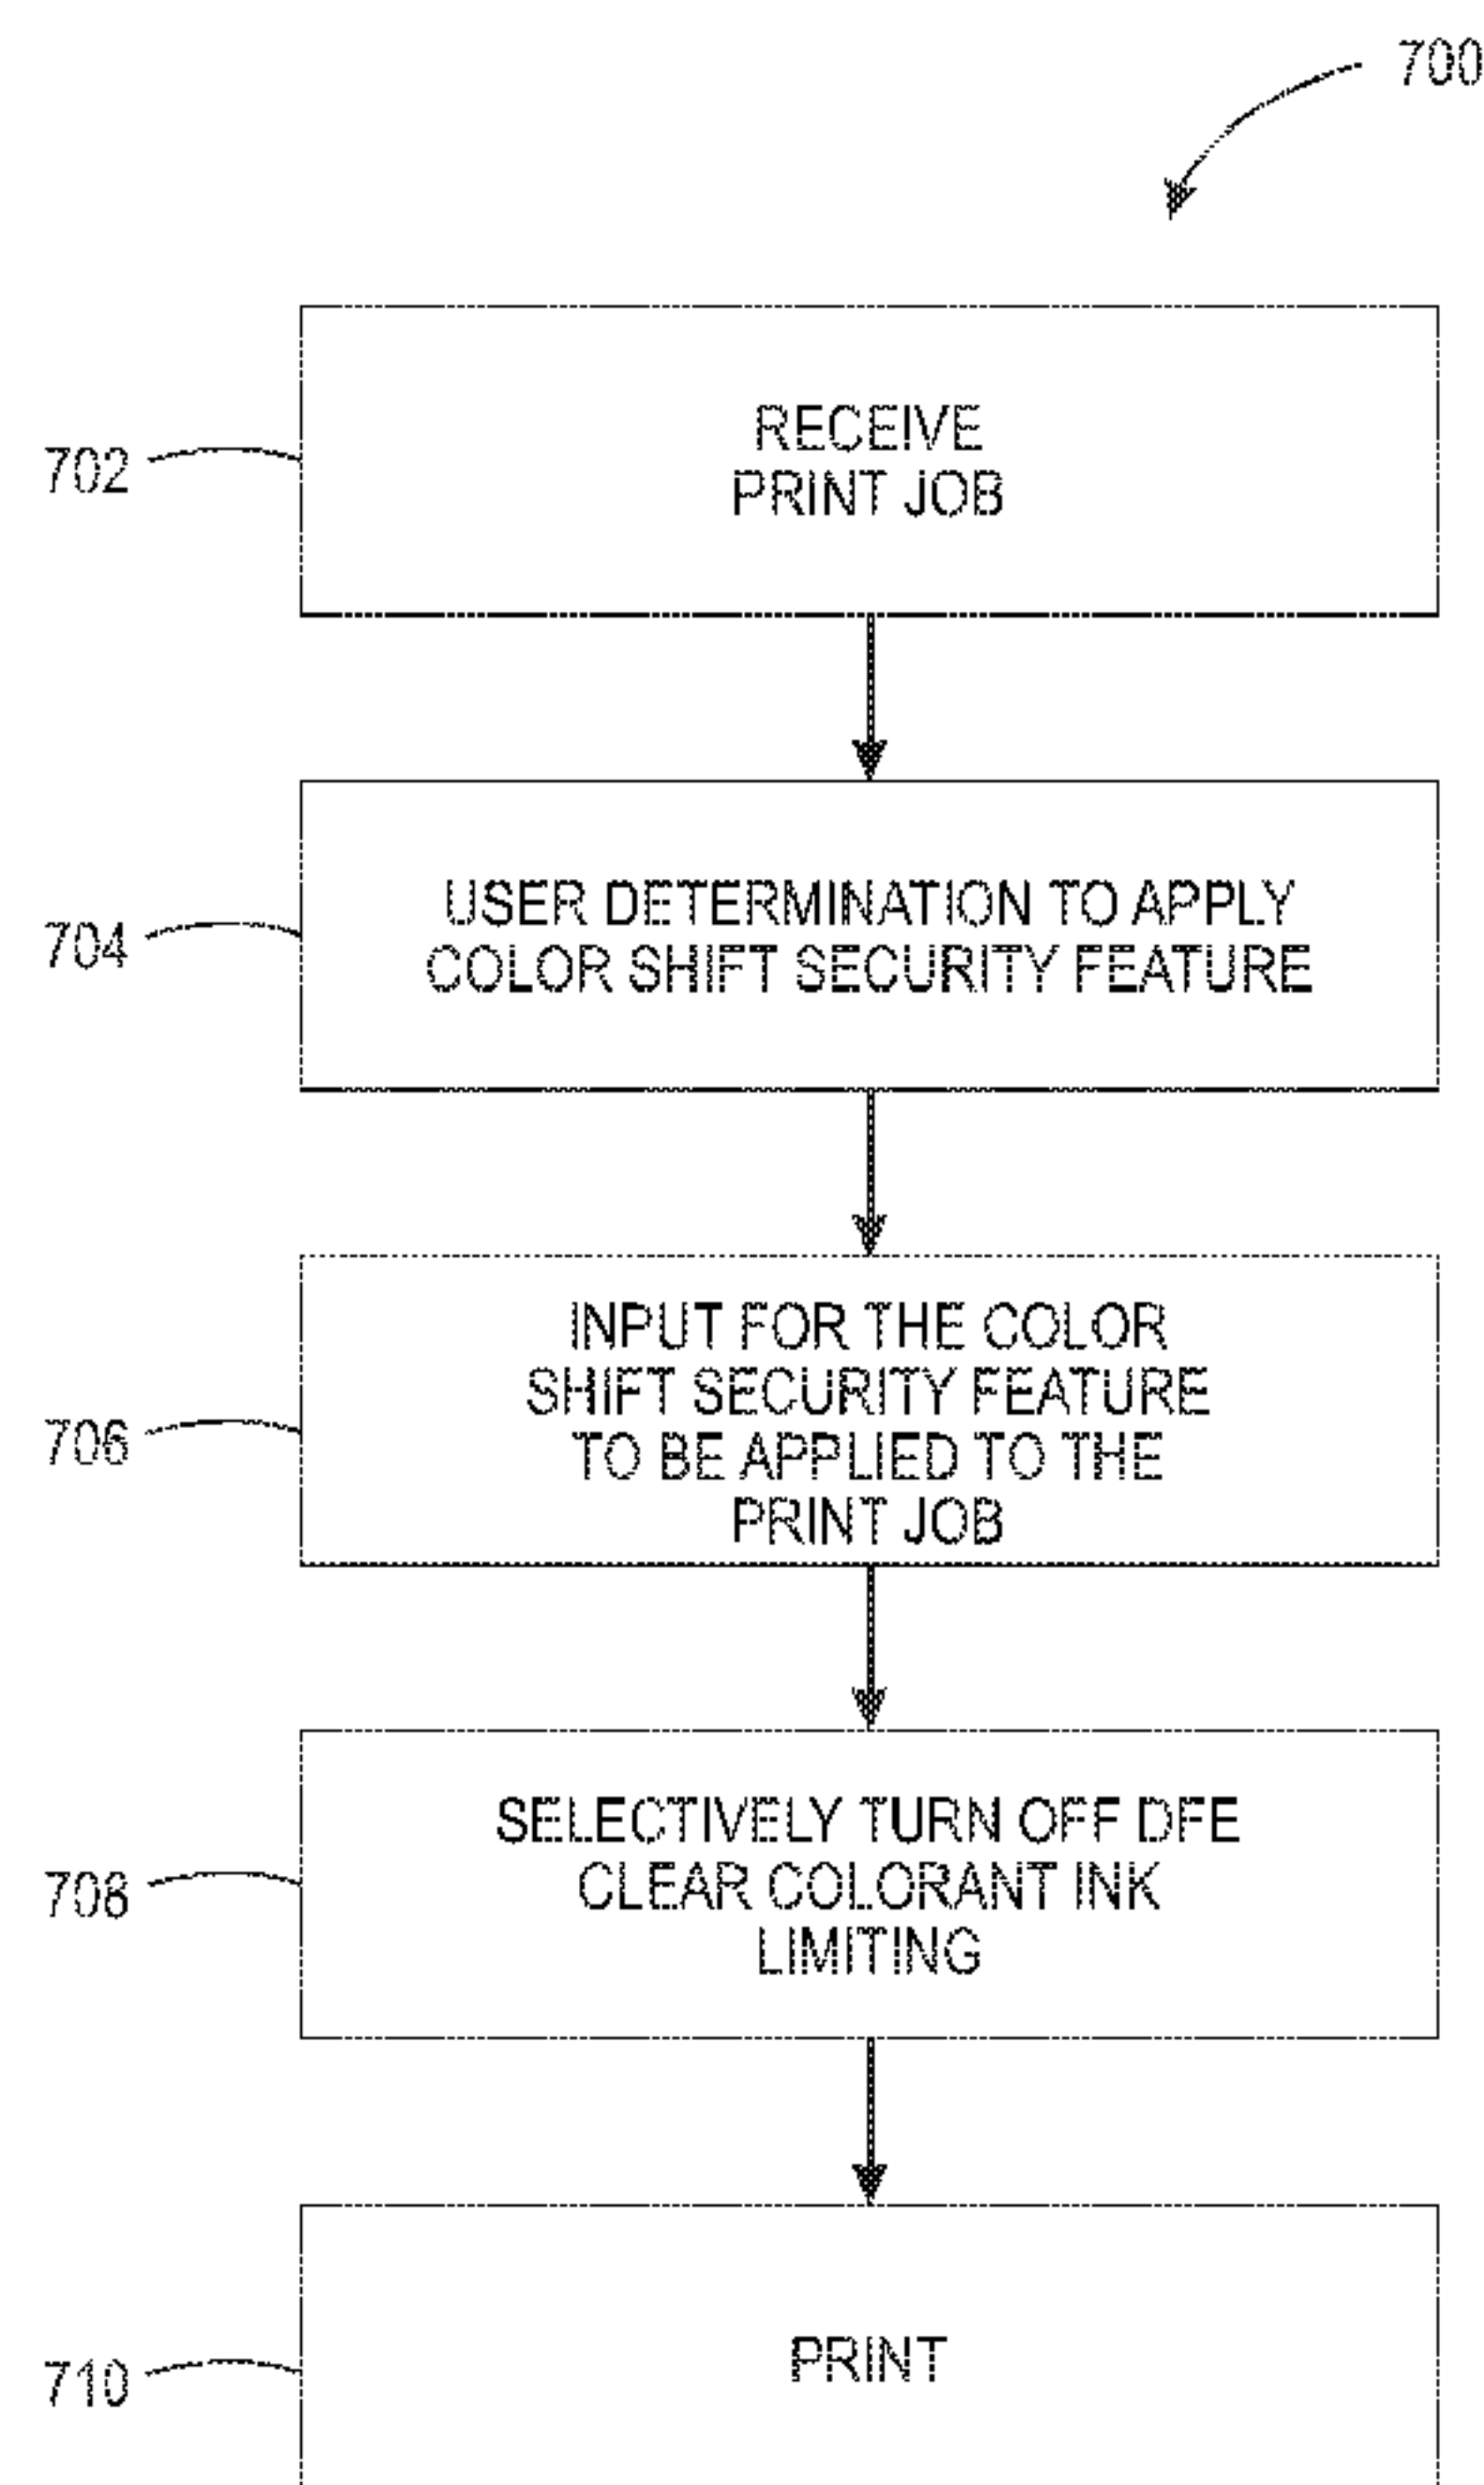 700
702
RECEIVE
PRINT JOB
704
USER DETERMINATION TO APPLY
COLOR SHIFT SECURITY FEATURE
706
INPUT FOR THE COLOR
SHIFT SECURITY FEATURE
TO BE APPLIED TO THE
PRINT JOB
708
SELECTIVELY TURN OFF DFE
CLEAR COLORANT INK
LIMITING
710
PRINT